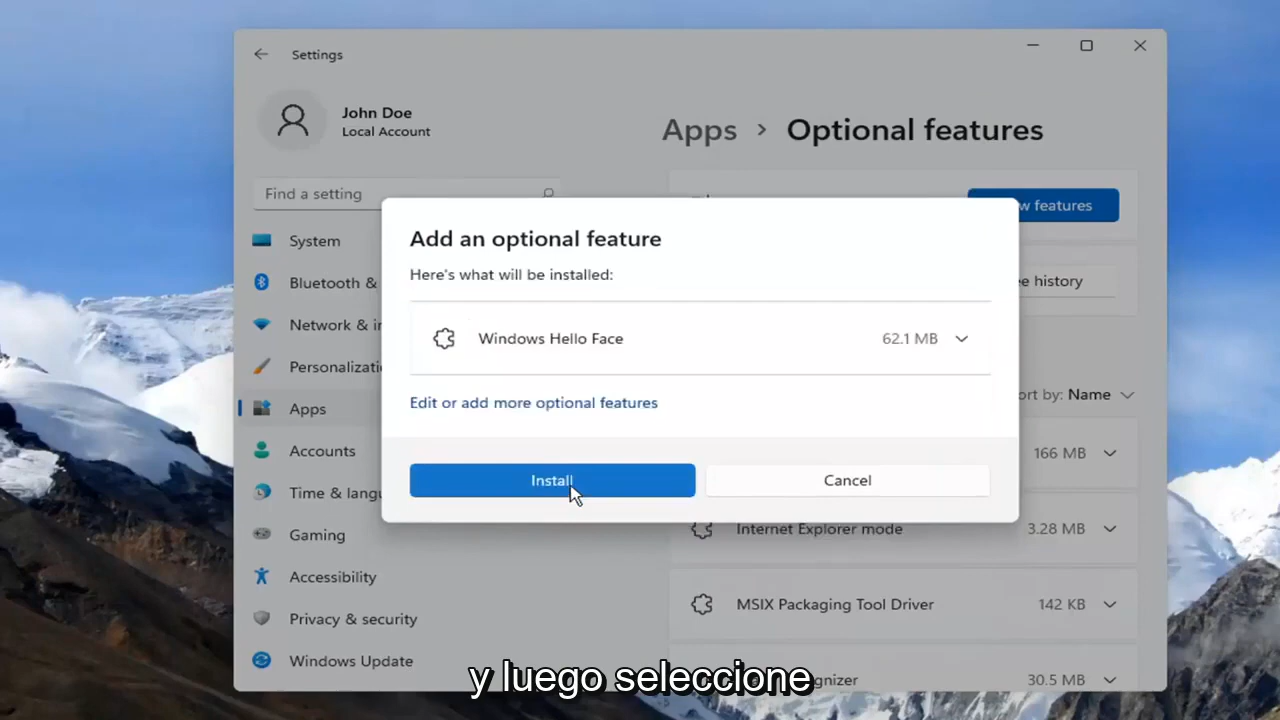 Settings
John Doe
Local Account
Find a setting
System
Bluetooth &
Network &
Personalizati
Apps
Accounts
Time &
Gaming
Accessibility
Privacy & security
Windows Update
Apps > Optional features
features
history
by: Name
166 MB
Internet Explorer mode 3.28 MB
MSIX Packaging Tool Driver 142 KB
30.5 MB
Add an optional feature
Here's what will be installed:
Windows Hello Face 62.1 MB
Edit or add more optional features
Install Cancel
y luego seleccione